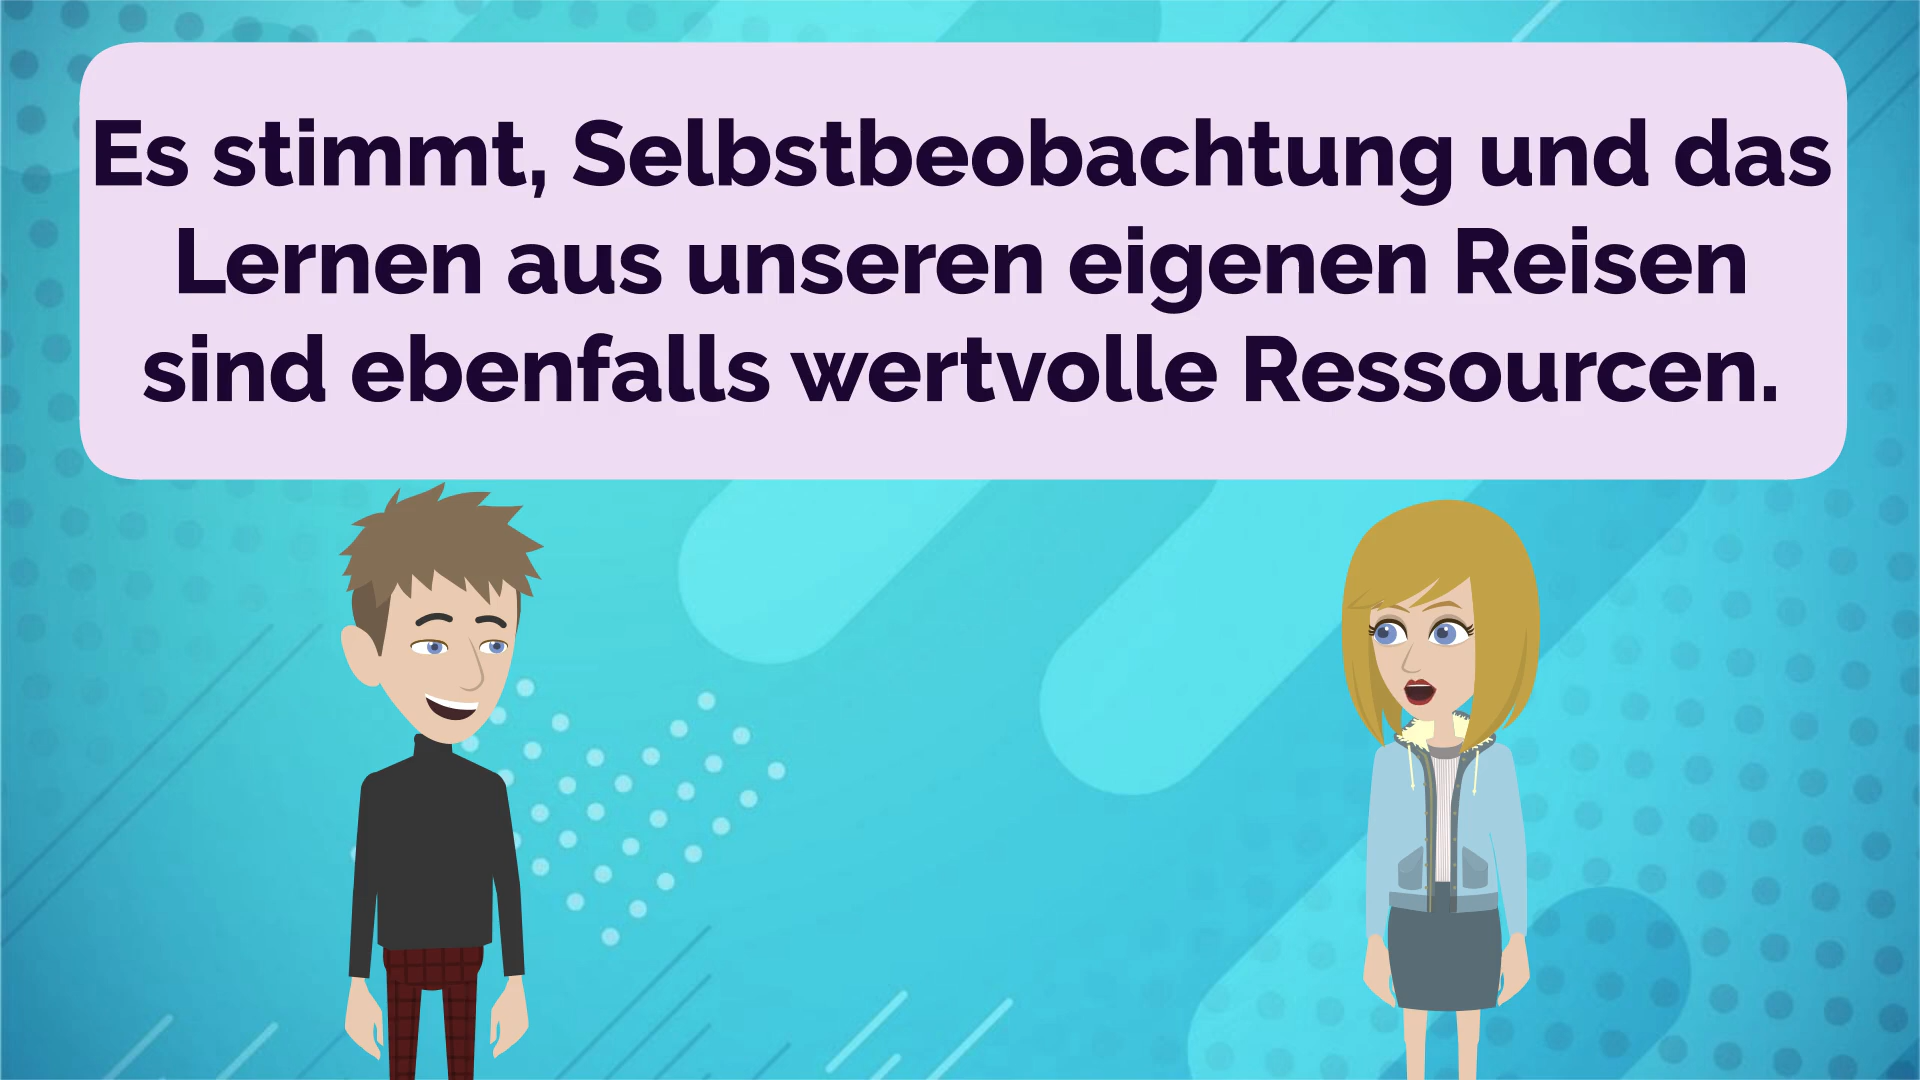 Es stimmt, Selbstbeobachtung und das
Lernen aus unseren eigenen Reisen
sind ebenfalls wertvolle Ressourcen.